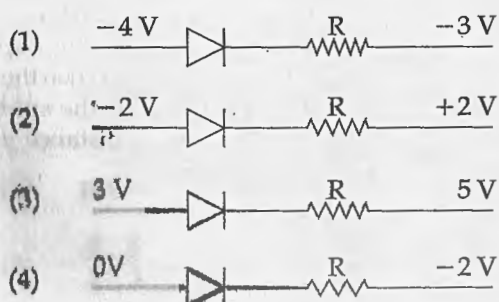 (1) −4 V R −3 V
(2) −2 V R +2 V
(3) 3 V R 5 V
(4) 0V R −2 V